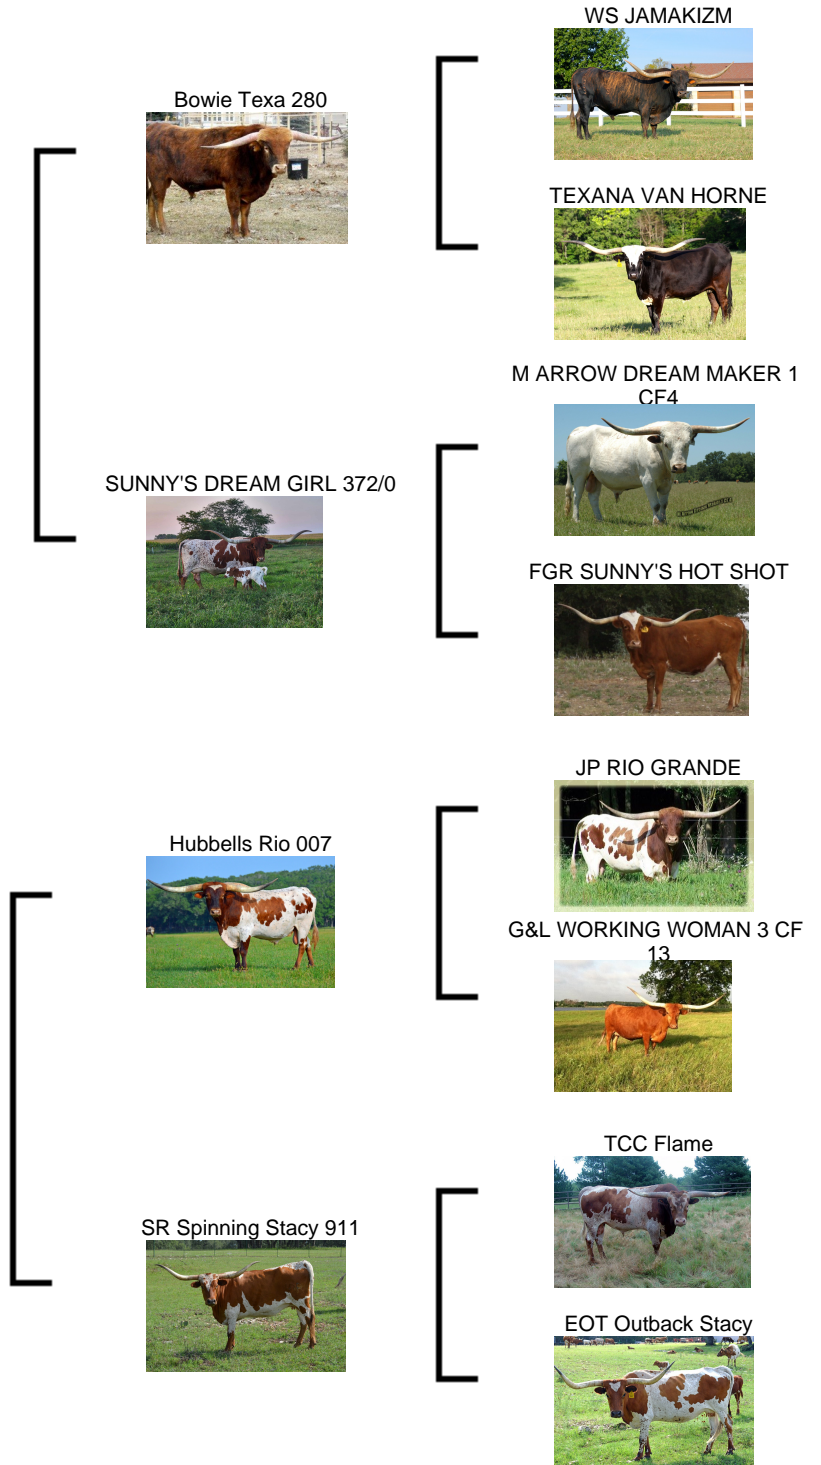 WS JAMAKIZM
Bowie Texa 280
TEXANA VAN HORNE
M ARROW DREAM MAKER 1
CF4
SUNNY'S DREAM GIRL 372/0
FGR SUNNY'S HOT SHOT
JP RIO GRANDE
Hubbells Rio 007
G&L WORKING WOMAN 3 CF
13
TCC Flame
SR Spinning Stacy 911
EOT Outback Stacy